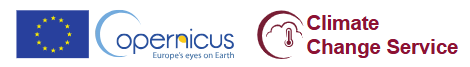 Copernicus
Europe's eyes on Earth
Climate
Change Service